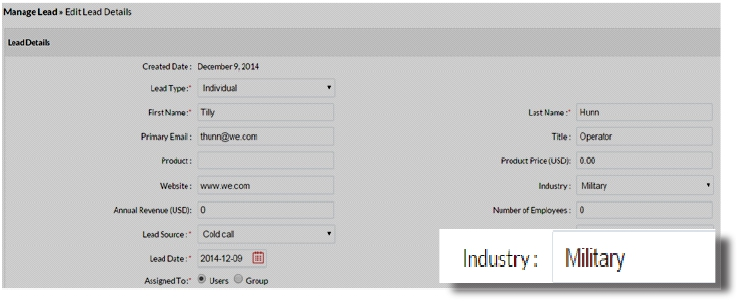 Manage Lead » Edit Lead Details
Lead Details
Created Date : December 9, 2014
Lead Type:* Individual
First Name:* Tilly Last Name :* Hunn
Primary Email : thunn@we.com Title : Operator
Product : Product Price (USD): 0.00
Website : www.we.com Industry : Military
Annual Revenue (USD): 0 Number of Employees : 0
Lead Source :* Cold call
Lead Date :* 2014-12-09
Assigned To:* Users Group
Industry : Military